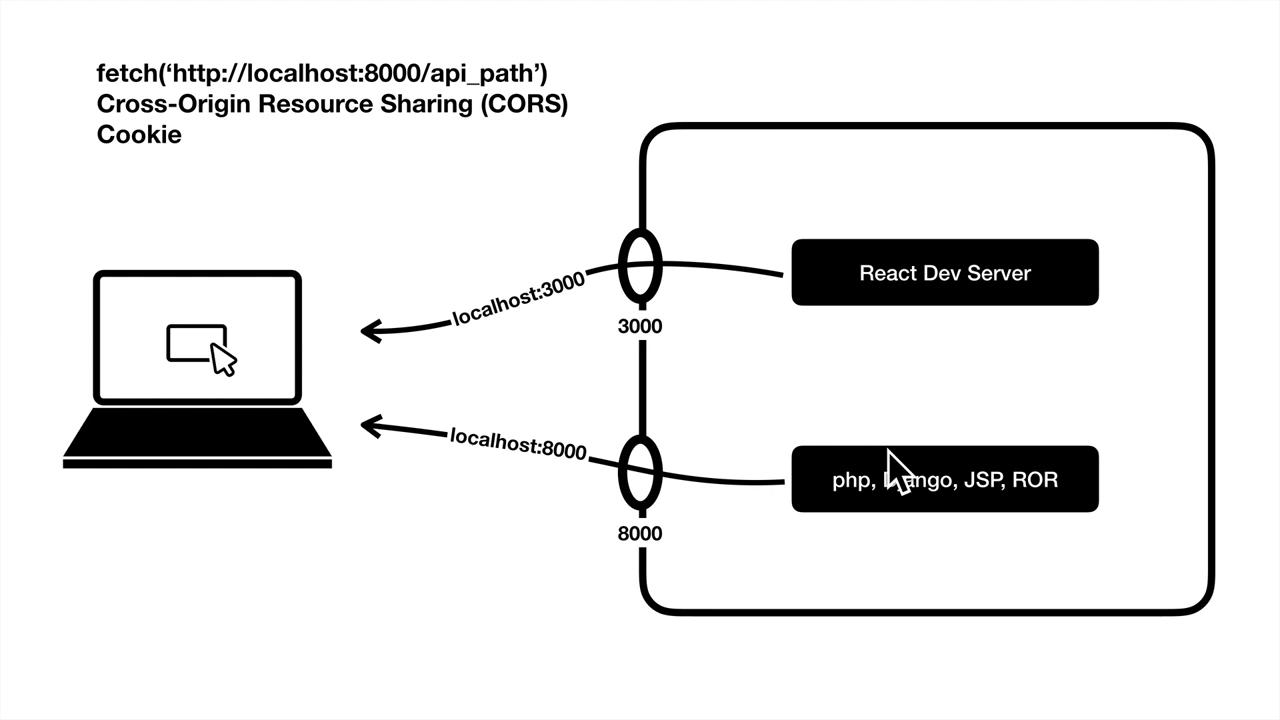 fetch(‘http://localhost:8000/api_path’)
Cross-Origin Resource Sharing (CORS)
Cookie
localhost:3000
3000
React Dev Server
localhost:8000
8000
php, JSP, ROR